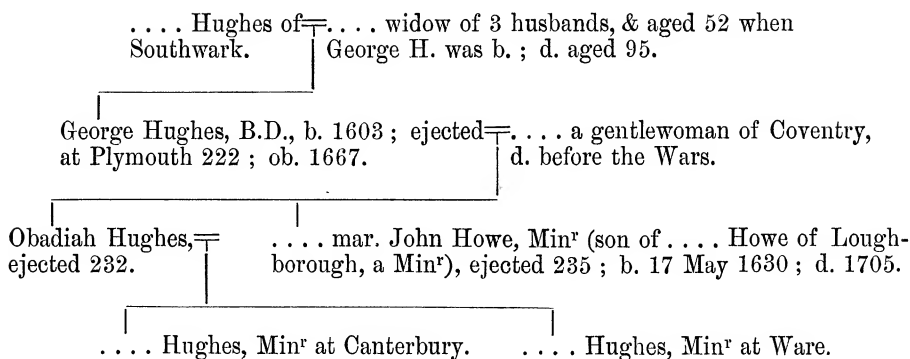 . . . . Hughes of╤. . . . widow of 3 husbands, & aged 52 when
Southwark. George H. was b. ; d. aged 95.
George Hughes, B.D., b. 1603 ; ejected╤. . . . a gentlewoman of Coventry,
at Plymouth 222 ; ob. 1667. d. before the Wars.
Obadiah Hughes,╤ . . . . mar. John Howe, Minʳ (son of . . . . Howe of Lough-
ejected 232. borough, a Minʳ), ejected 235 ; b. 17 May 1630 ; d. 1705.
. . . . Hughes, Minʳ at Canterbury. . . . . Hughes, Minʳ at Ware.